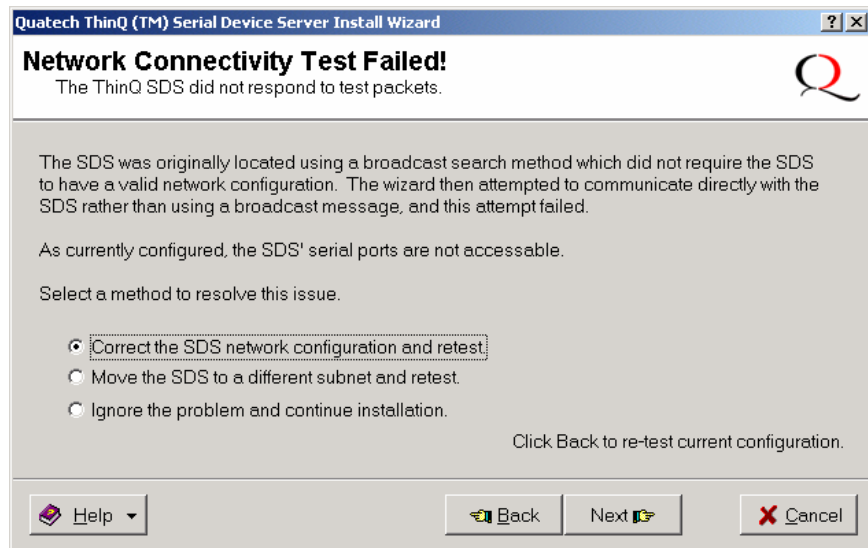 Quatech ThinQ (TM) Serial Device Server Install Wizard
Network Connectivity Test Failed!
The ThinQ SDS did not respond to test packets.
The SDS was originally located using a broadcast search method which did not require the SDS
to have a valid network configuration. The wizard then attempted to communicate directly with the
SDS rather than using a broadcast message, and this attempt failed.
As currently configured, the SDS' serial ports are not accessable.
Select a method to resolve this issue.
Correct the SDS network configuration and retest.
Move the SDS to a different subnet and retest.
Ignore the problem and continue installation.
Click Back to re-test current configuration.
Help
Back
Next
Cancel